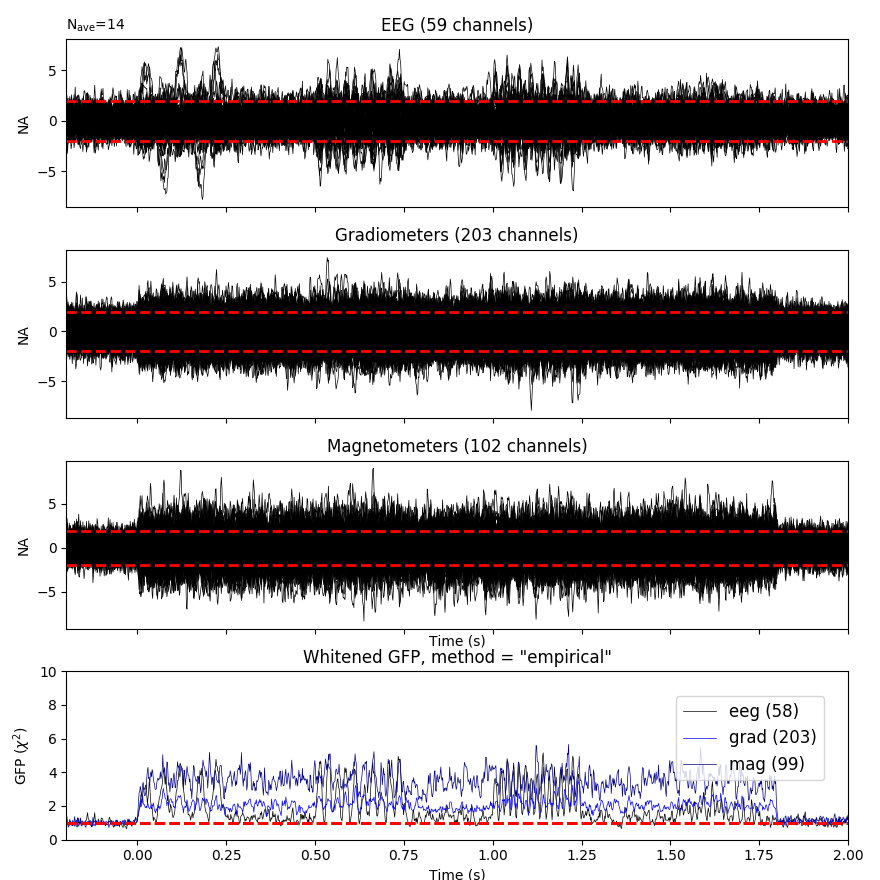 N_ave=14
EEG (59 channels)
5
0
−5
NA
Gradiometers (203 channels)
5
0
−5
NA
Magnetometers (102 channels)
5
0
−5
NA
Time (s)
Whitened GFP, method = "empirical"
10
8
6
4
2
0
GFP (χ²)
eeg (58)
grad (203)
mag (99)
0.00 0.25 0.50 0.75 1.00 1.25 1.50 1.75 2.00
Time (s)